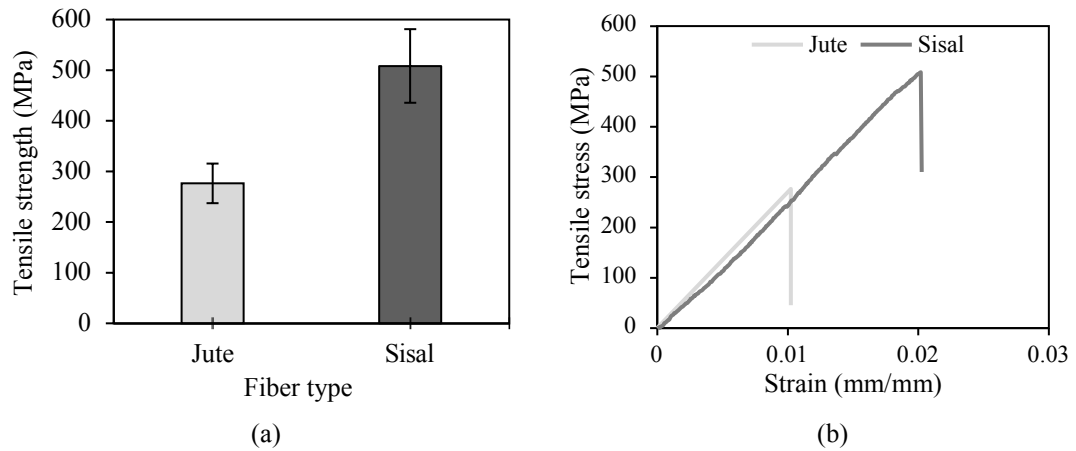 600
500
400
300
200
100
0
Tensile strength (MPa)
Jute
Sisal
Fiber type
(a)
600
500
400
300
200
100
0
Tensile stress (MPa)
Jute
Sisal
0
0.01
0.02
0.03
Strain (mm/mm)
(b)